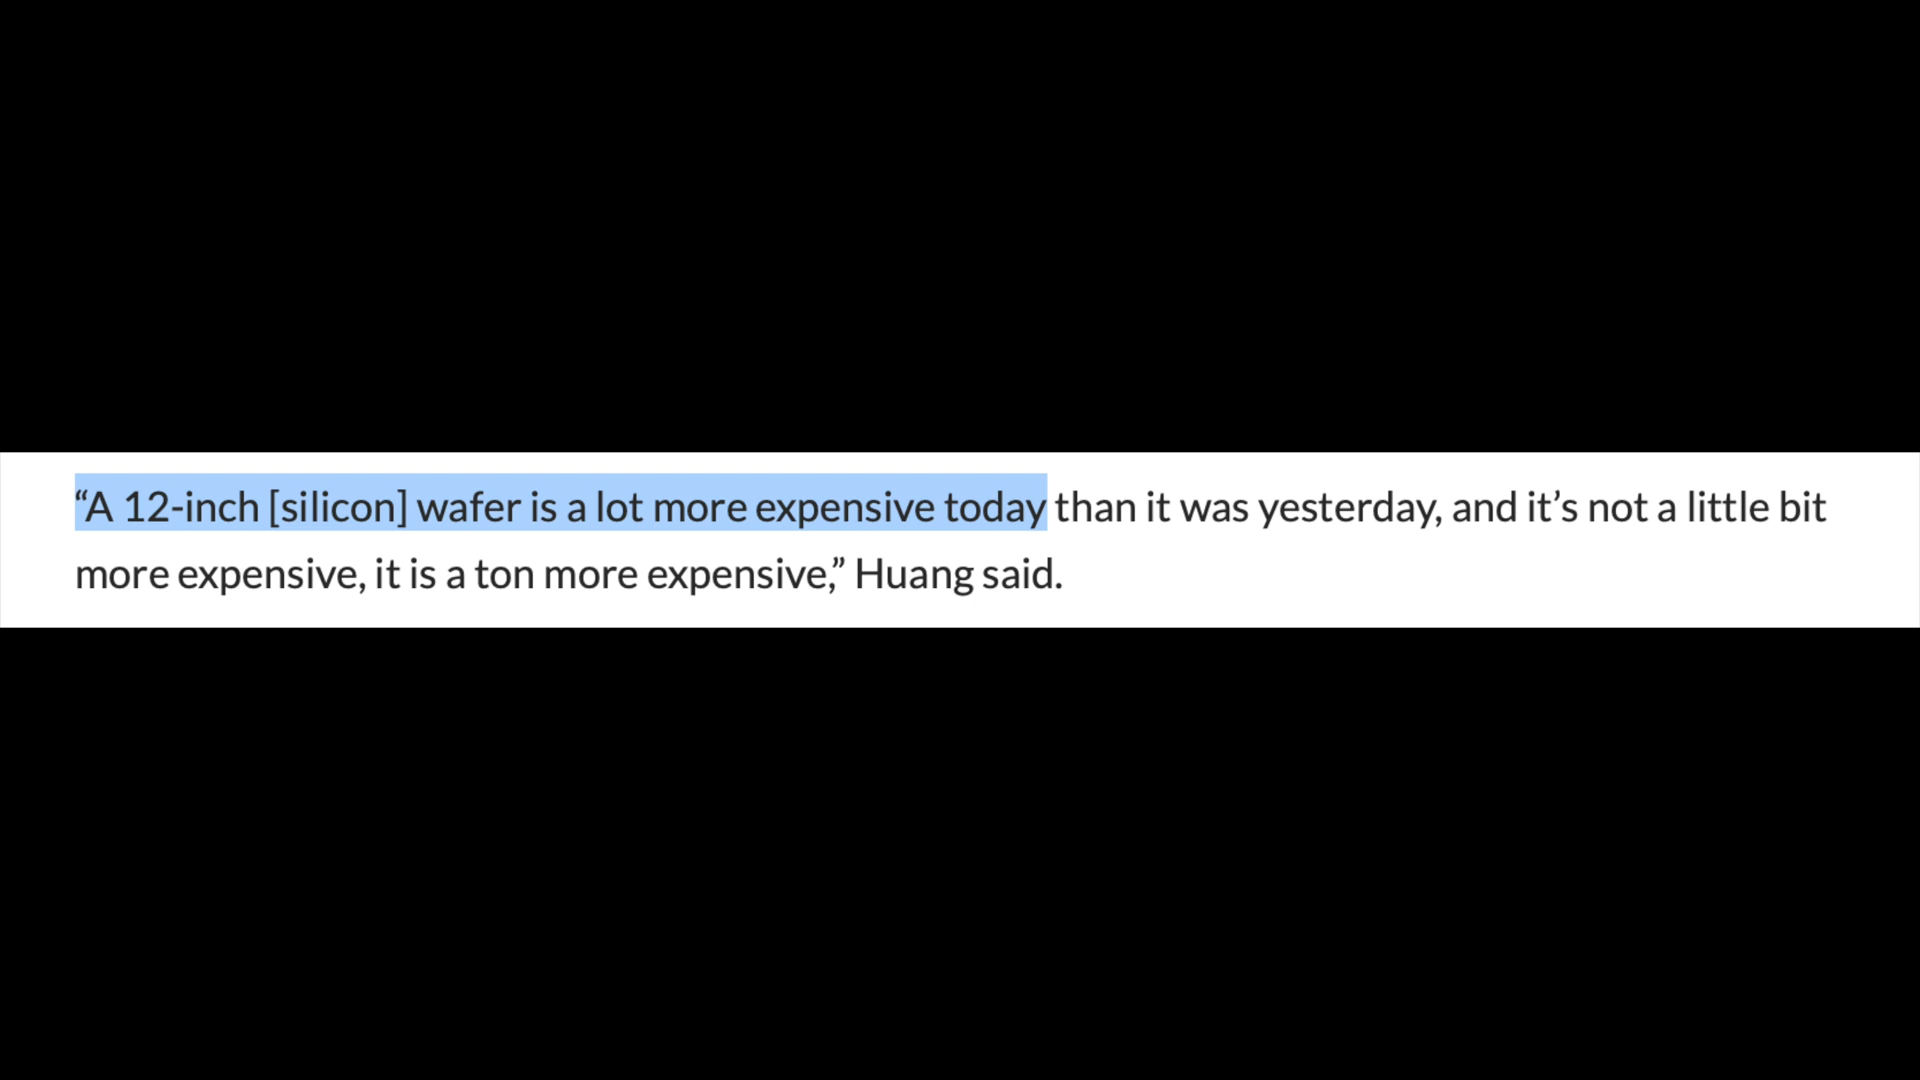 “A 12-inch [silicon] wafer is a lot more expensive today than it was yesterday, and it’s not a little bit
more expensive, it is a ton more expensive,” Huang said.